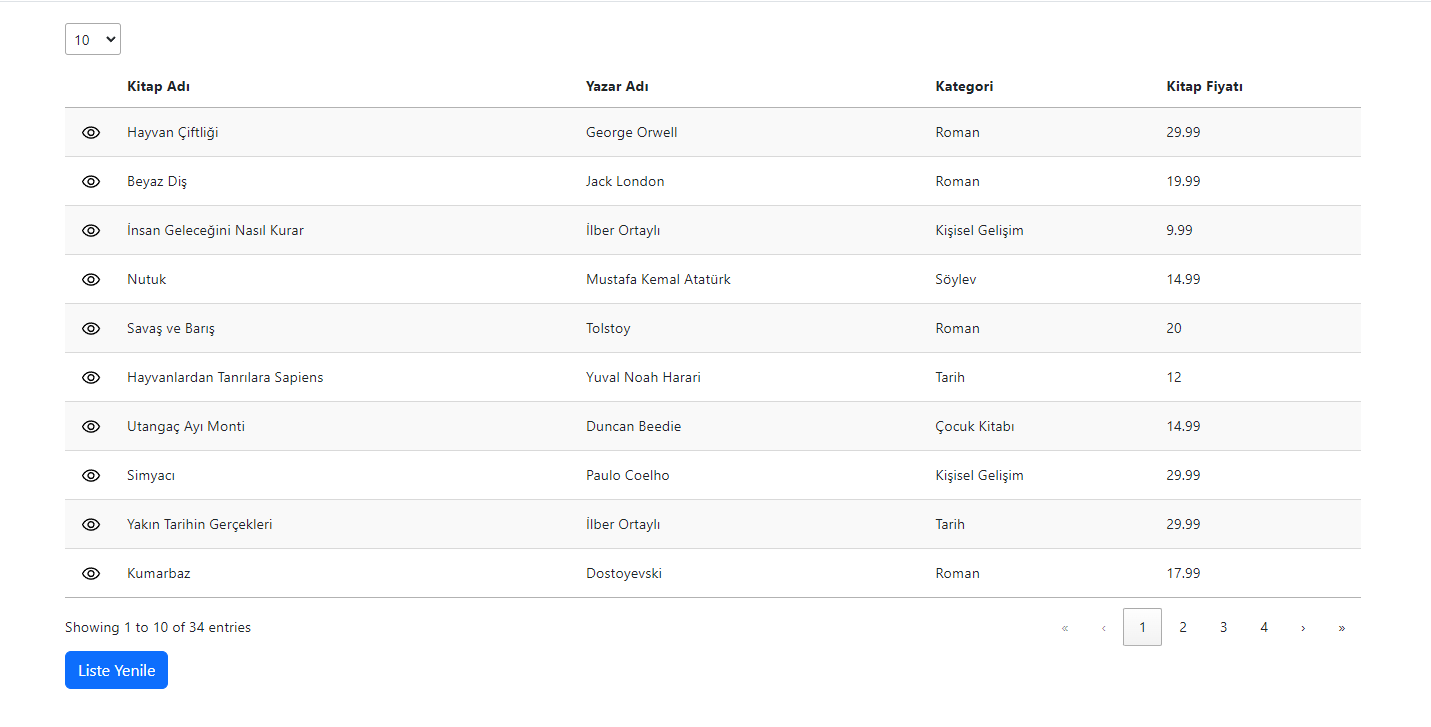 10
Kitap Adı Yazar Adı Kategori Kitap Fiyatı
Hayvan Çiftliği George Orwell Roman 29.99
Beyaz Diş Jack London Roman 19.99
İnsan Geleceğini Nasıl Kurar İlber Ortaylı Kişisel Gelişim 9.99
Nutuk Mustafa Kemal Atatürk Söylev 14.99
Savaş ve Barış Tolstoy Roman 20
Hayvanlardan Tanrılara Sapiens Yuval Noah Harari Tarih 12
Utangaç Ayı Monti Duncan Beedie Çocuk Kitabı 14.99
Simyacı Paulo Coelho Kişisel Gelişim 29.99
Yakın Tarihin Gerçekleri İlber Ortaylı Tarih 29.99
Kumarbaz Dostoyevski Roman 17.99
Showing 1 to 10 of 34 entries « ‹ 1 2 3 4 › »
Liste Yenile